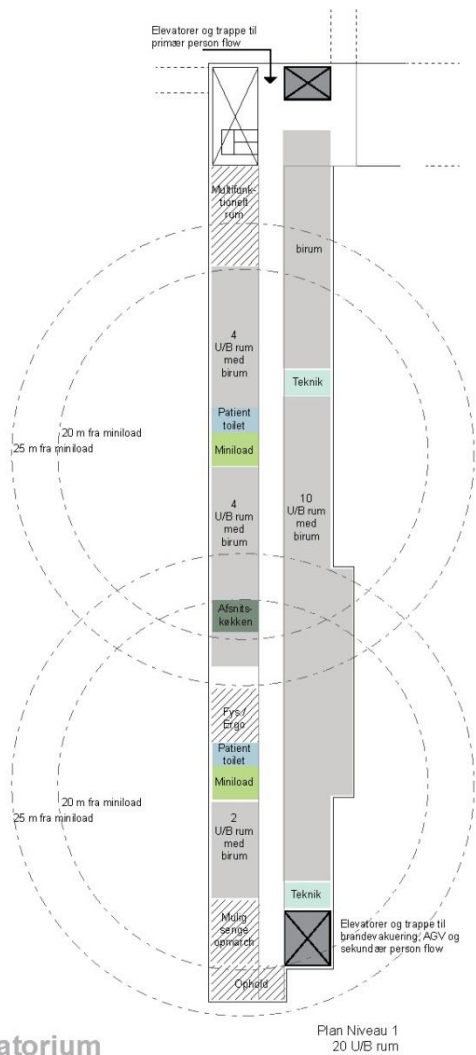 Elevatorer og trappe til
primær person flow
Multifunk-
tionelt
rum
birum
4
U/B rum
med
birum
Teknik
Patient
toilet
Miniload
20 m fra miniload
25 m fra miniload
4
U/B rum
med
birum
10
U/B rum
med
birum
Afsnits-
køkken
Fys /
Ergo
Patient
toilet
Miniload
20 m fra miniload
25 m fra miniload
2
U/B rum
med
birum
Teknik
Mulig
senge
opmarch
Elevatorer og trappe til
brandevakuering, AGV og
sekundær person flow
Ophold
Plan Niveau 1
20 U/B rum
atorium